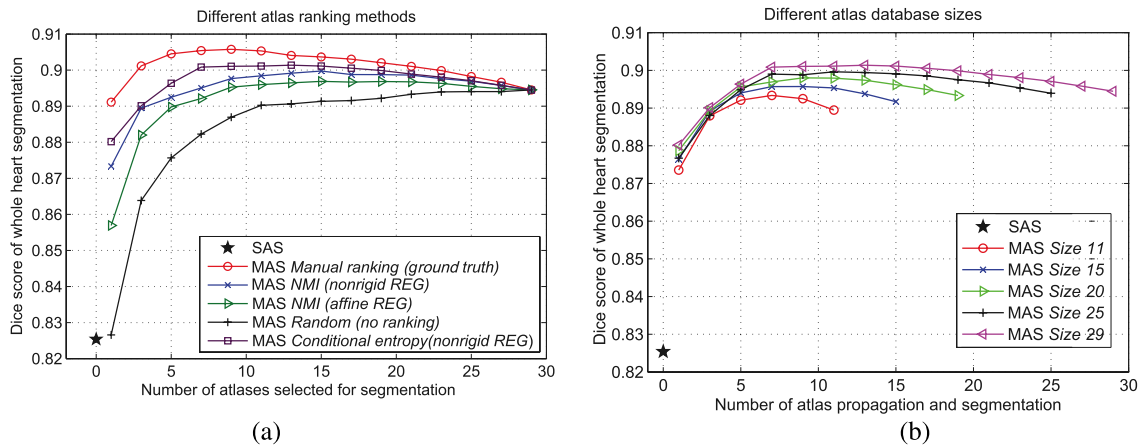 Different atlas ranking methods
Dice score of whole heart segmentation
0.91
0.9
0.89
0.88
0.87
0.86
0.85
0.84
0.83
0.82
SAS
MAS Manual ranking (ground truth)
MAS NMI (nonrigid REG)
MAS NMI (affine REG)
MAS Random (no ranking)
MAS Conditional entropy(nonrigid REG)
0 5 10 15 20 25 30
Number of atlases selected for segmentation
(a)
Different atlas database sizes
Dice score of whole heart segmentation
0.91
0.9
0.89
0.88
0.87
0.86
0.85
0.84
0.83
0.82
SAS
MAS Size 11
MAS Size 15
MAS Size 20
MAS Size 25
MAS Size 29
0 5 10 15 20 25 30
Number of atlas propagation and segmentation
(b)